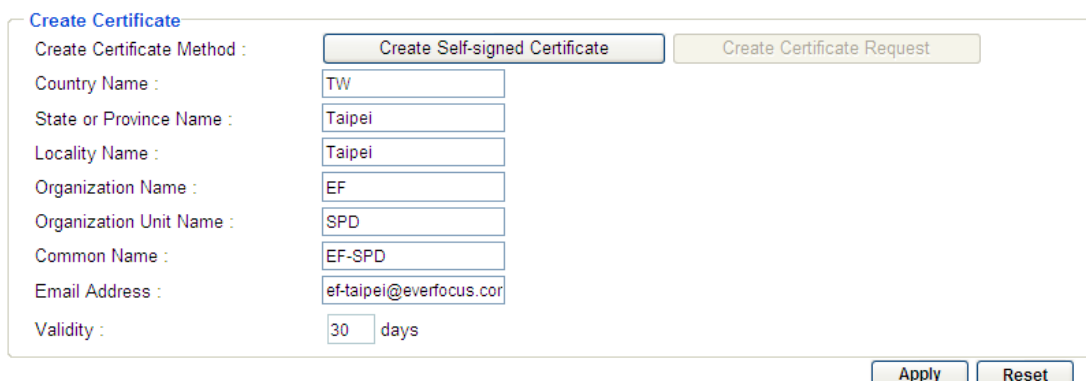 Create Certificate
Create Certificate Method : Create Self-signed Certificate Create Certificate Request
Country Name : TW
State or Province Name : Taipei
Locality Name : Taipei
Organization Name : EF
Organization Unit Name : SPD
Common Name : EF-SPD
Email Address : ef-taipei@everfocus.cor
Validity : 30 days
Apply Reset